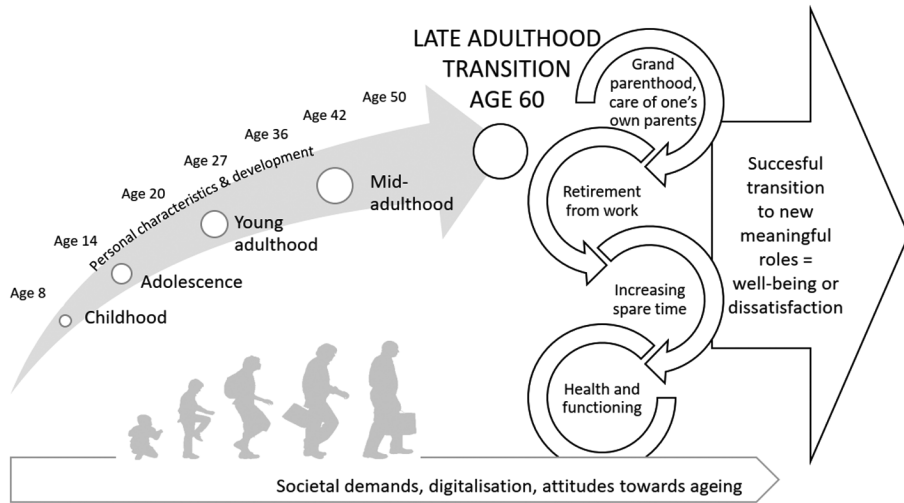 LATE ADULTHOOD
TRANSITION
AGE 60
Age 8
Age 14
Age 20
Age 27
Age 36
Age 42
Age 50
Personal characteristics & development
Childhood
Adolescence
Young
adulthood
Mid-
adulthood
Grand
parenthood,
care of one's
own parents
Retirement
from work
Increasing
spare time
Health and
functioning
Succesful
transition
to new
meaningful
roles =
well-being or
dissatisfaction
Societal demands, digitalisation, attitudes towards ageing